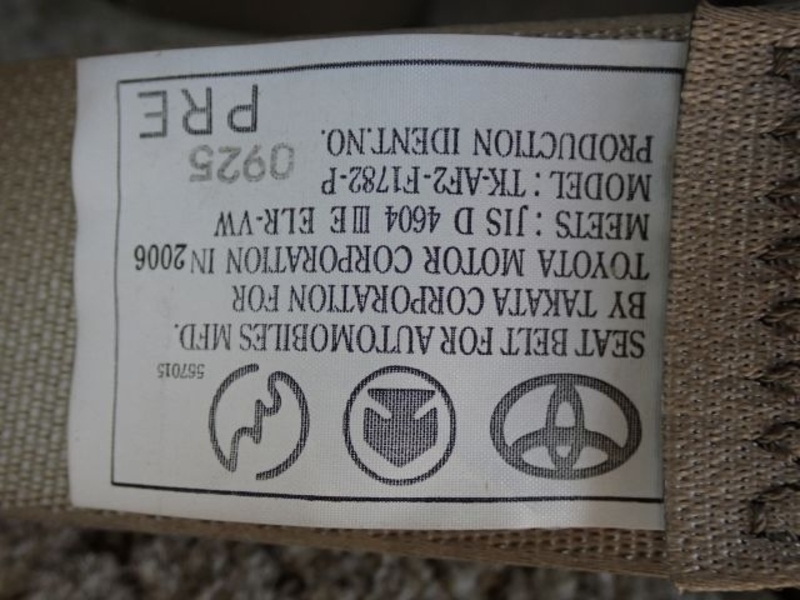 557015
SEAT BELT FOR AUTOMOBILES MFD.
BY TAKATA CORPORATION FOR
TOYOTA MOTOR CORPORATION IN 2006
MEETS : JIS D 4604 III E ELR-VW
MODEL : TK-AF2-F1782-P
PRODUCTION IDENT.NO.
0925
PRE